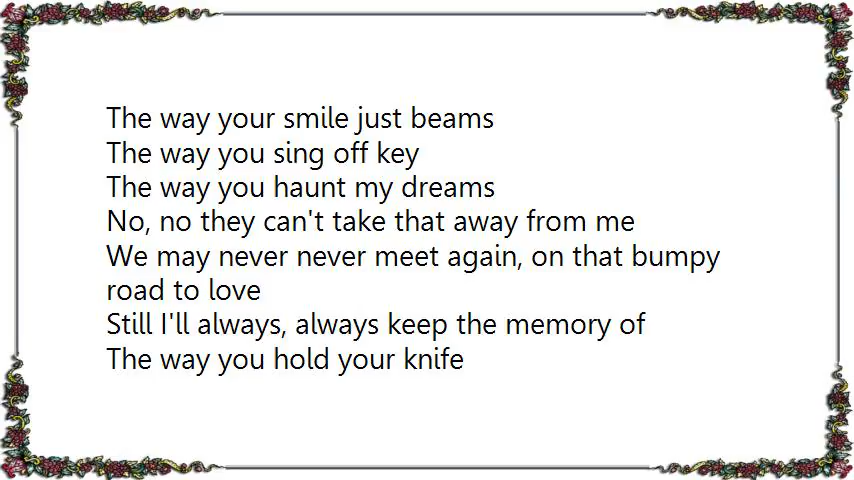 The way your smile just beams
The way you sing off key
The way you haunt my dreams
No, no they can't take that away from me
We may never never meet again, on that bumpy
road to love
Still I'll always, always keep the memory of
The way you hold your knife